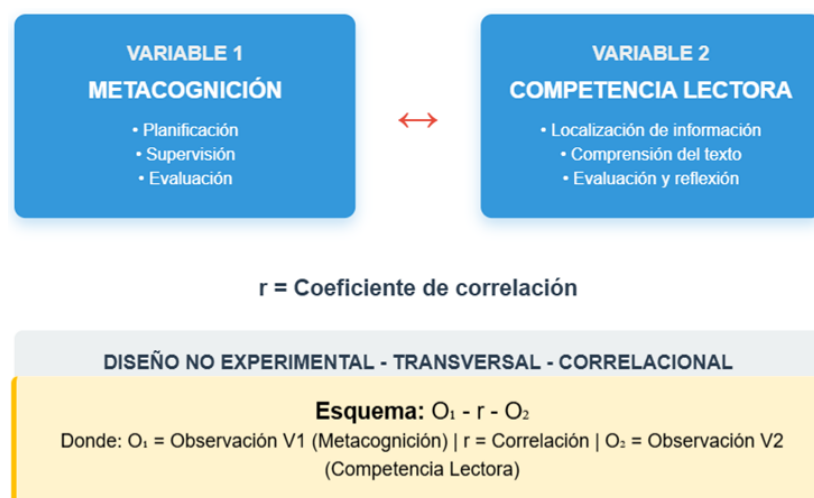 VARIABLE 1
METACOGNICIÓN
• Planificación
• Supervisión
• Evaluación
↔
VARIABLE 2
COMPETENCIA LECTORA
• Localización de información
• Comprensión del texto
• Evaluación y reflexión
r = Coeficiente de correlación
DISEÑO NO EXPERIMENTAL - TRANSVERSAL - CORRELACIONAL
Esquema: O₁ - r - O₂
Donde: O₁ = Observación V1 (Metacognición) | r = Correlación | O₂ = Observación V2
(Competencia Lectora)